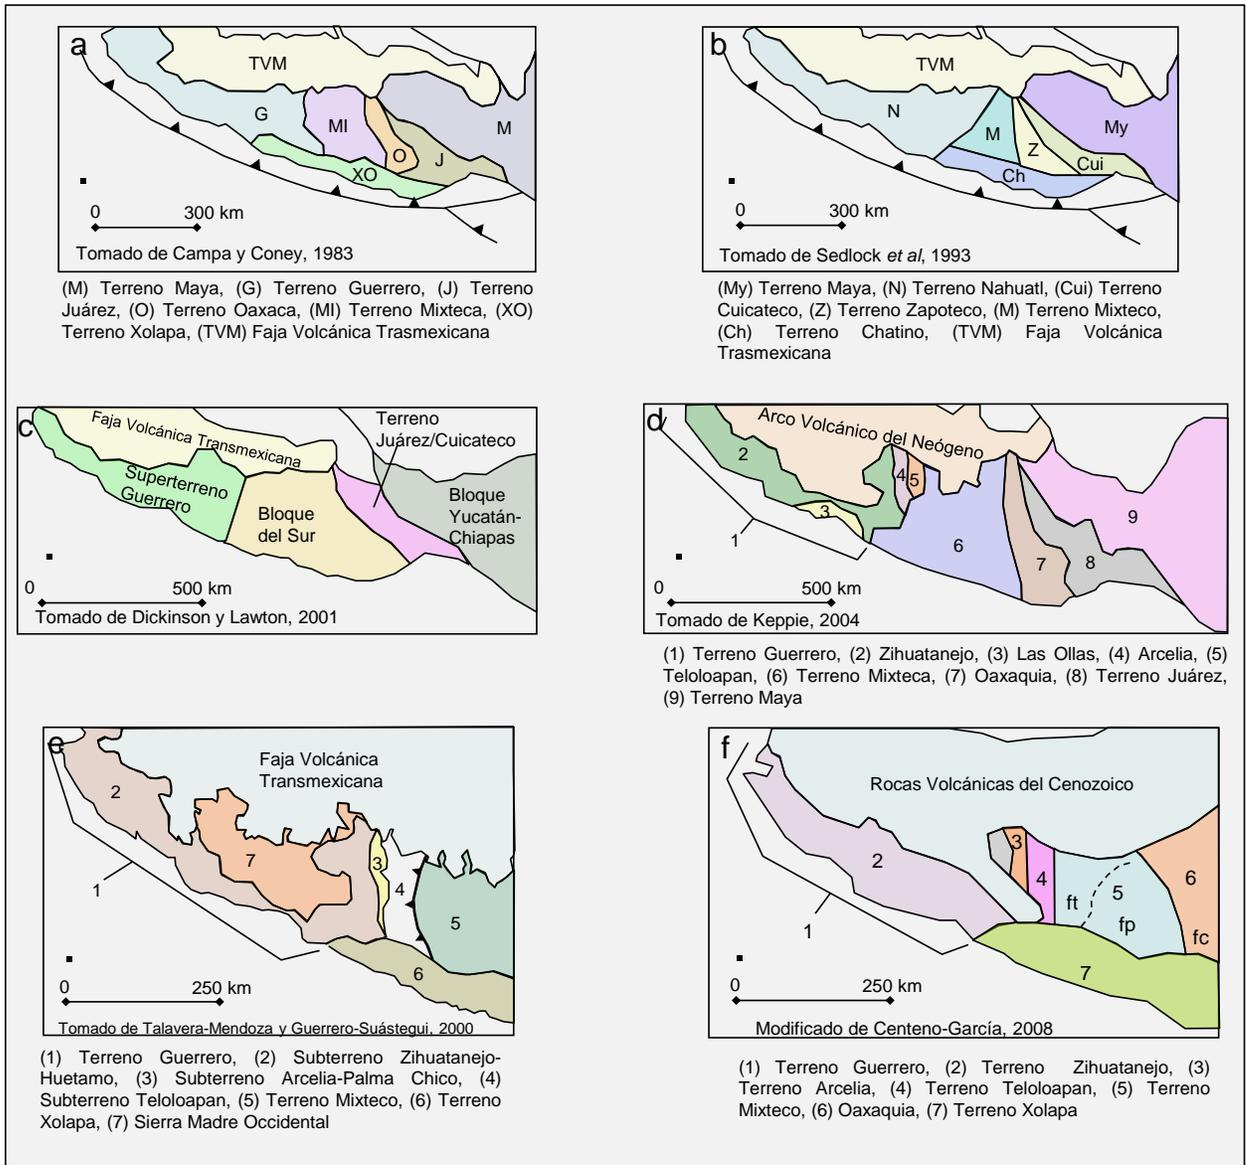 a
TVM
G
MI
O
J
M
XO
0 300 km
Tomado de Campa y Coney, 1983
(M) Terreno Maya, (G) Terreno Guerrero, (J) Terreno
Juárez, (O) Terreno Oaxaca, (MI) Terreno Mixteca, (XO)
Terreno Xolapa, (TVM) Faja Volcánica Trasmexicana
b
TVM
N
M
Z
My
Cui
Ch
0 300 km
Tomado de Sedlock et al, 1993
(My) Terreno Maya, (N) Terreno Nahuatl, (Cui) Terreno
Cuicateco, (Z) Terreno Zapoteco, (M) Terreno Mixteco,
(Ch) Terreno Chatino, (TVM) Faja Volcánica
Trasmexicana
c
Faja Volcánica Transmexicana
Terreno
Juárez/Cuicateco
Superterreno
Guerrero
Bloque
del Sur
Bloque
Yucatán-
Chiapas
0 500 km
Tomado de Dickinson y Lawton, 2001
d
Arco Volcánico del Neógeno
2
4
5
3
1
6
7
8
9
0 500 km
Tomado de Keppie, 2004
(1) Terreno Guerrero, (2) Zihuatanejo, (3) Las Ollas, (4) Arcelia, (5)
Teloloapan, (6) Terreno Mixteca, (7) Oaxaquia, (8) Terreno Juárez,
(9) Terreno Maya
e
Faja Volcánica
Transmexicana
2
7
3
4
1
5
6
0 250 km
Tomado de Talavera-Mendoza y Guerrero-Suástegui, 2000
(1) Terreno Guerrero, (2) Subterreno Zihuatanejo-
Huetamo, (3) Subterreno Arcelia-Palma Chico, (4)
Subterreno Teloloapan, (5) Terreno Mixteco, (6) Terreno
Xolapa, (7) Sierra Madre Occidental
f
Rocas Volcánicas del Cenozoico
2
3
4
5
6
ft
fp
fc
1
7
0 250 km
Modificado de Centeno-García, 2008
(1) Terreno Guerrero, (2) Terreno Zihuatanejo, (3)
Terreno Arcelia, (4) Terreno Teloloapan, (5) Terreno
Mixteco, (6) Oaxaquia, (7) Terreno Xolapa